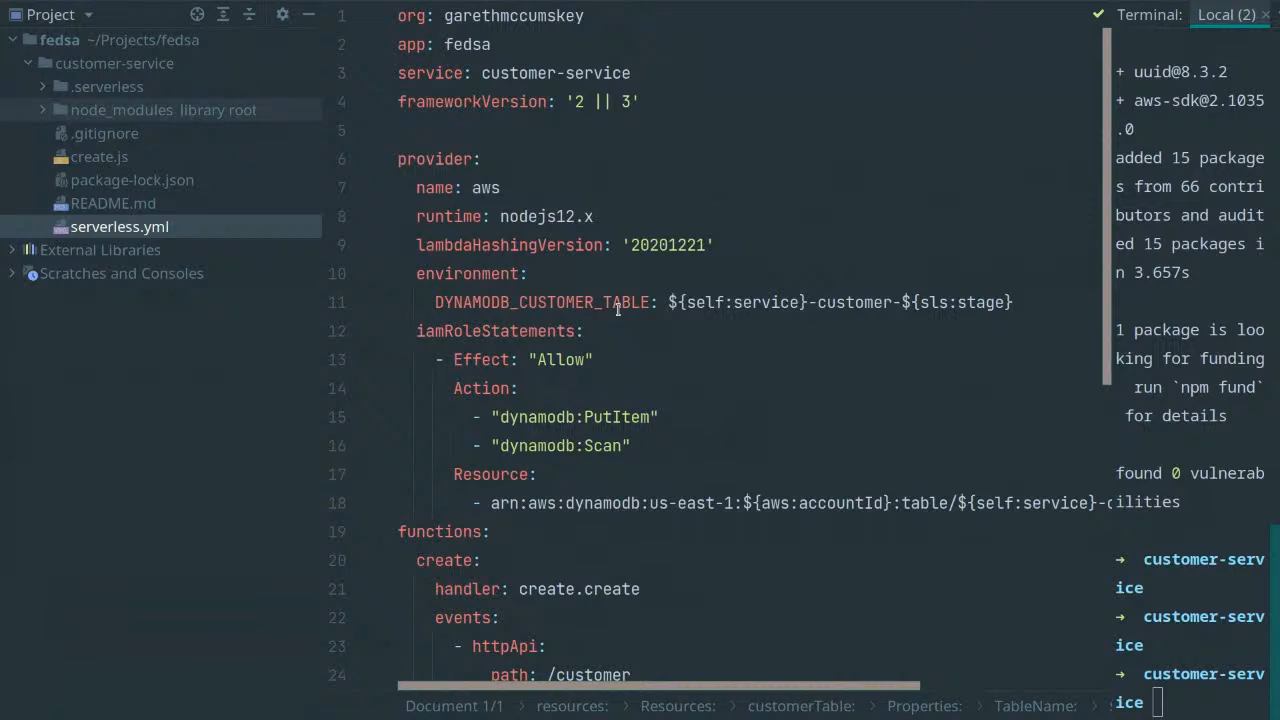 Project
fedsa ~/Projects/fedsa
customer-service
.serverless
node_modules library root
.gitignore
create.js
package-lock.json
README.md
serverless.yml
External Libraries
Scratches and Consoles
1 org: garethmccumskey
2 app: fedsa
3 service: customer-service
4 frameworkVersion: '2 || 3'
5
6 provider:
7 name: aws
8 runtime: nodejs12.x
9 lambdaHashingVersion: '20201221'
10 environment:
11 DYNAMODB_CUSTOMER_TABLE: ${self:service}-customer-${sls:stage}
12 iamRoleStatements:
13 - Effect: "Allow"
14 Action:
15 - "dynamodb:PutItem"
16 - "dynamodb:Scan"
17 Resource:
18 - arn:aws:dynamodb:us-east-1:${aws:accountId}:table/${self:service}-c
19 functions:
20 create:
21 handler: create.create
22 events:
23 - httpApi:
24 path: /customer
Document 1/1 resources: Resources: customerTable: Properties: TableName:
Terminal: Local (2)
+ uuid@8.3.2
+ aws-sdk@2.1035
.0
added 15 package
s from 66 contri
butors and audit
ed 15 packages i
n 3.657s
1 package is loo
king for funding
run `npm fund`
for details
found 0 vulnerab
ilities
→ customer-serv
ice
→ customer-serv
ice
→ customer-serv
ice